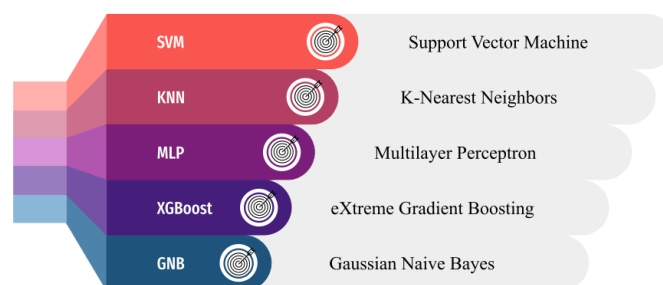 SVM Support Vector Machine
KNN K-Nearest Neighbors
MLP Multilayer Perceptron
XGBoost eXtreme Gradient Boosting
GNB Gaussian Naive Bayes